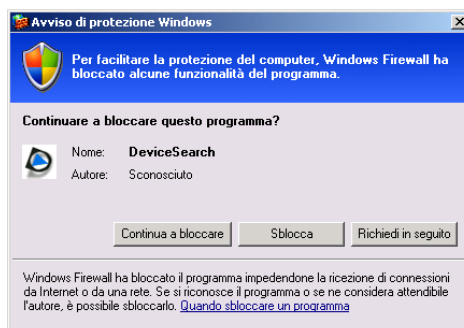 Avviso di protezione Windows
Per facilitare la protezione del computer, Windows Firewall ha
bloccato alcune funzionalità del programma.
Continuare a bloccare questo programma?
Nome: DeviceSearch
Autore: Sconosciuto
Continua a bloccare Sblocca Richiedi in seguito
Windows Firewall ha bloccato il programma impedendone la ricezione di connessioni
da Internet o da una rete. Se si riconosce il programma o se ne considera attendibile
l'autore, è possibile sbloccarlo. Quando sbloccare un programma